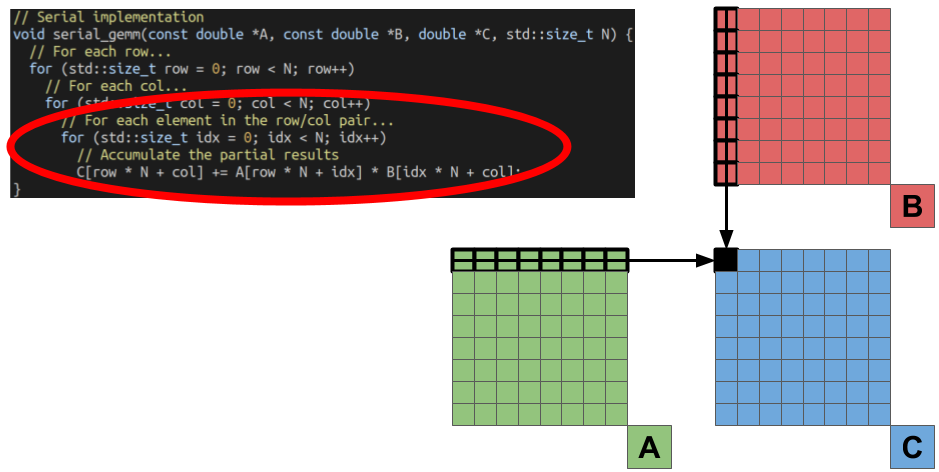 // Serial implementation
void serial_gemm(const double *A, const double *B, double *C, std::size_t N) {
// For each row...
for (std::size_t row = 0; row < N; row++)
// For each col...
for (std::size_t col = 0; col < N; col++)
// For each element in the row/col pair...
for (std::size_t idx = 0; idx < N; idx++)
// Accumulate the partial results
C[row * N + col] += A[row * N + idx] * B[idx * N + col];
}
B
A
C